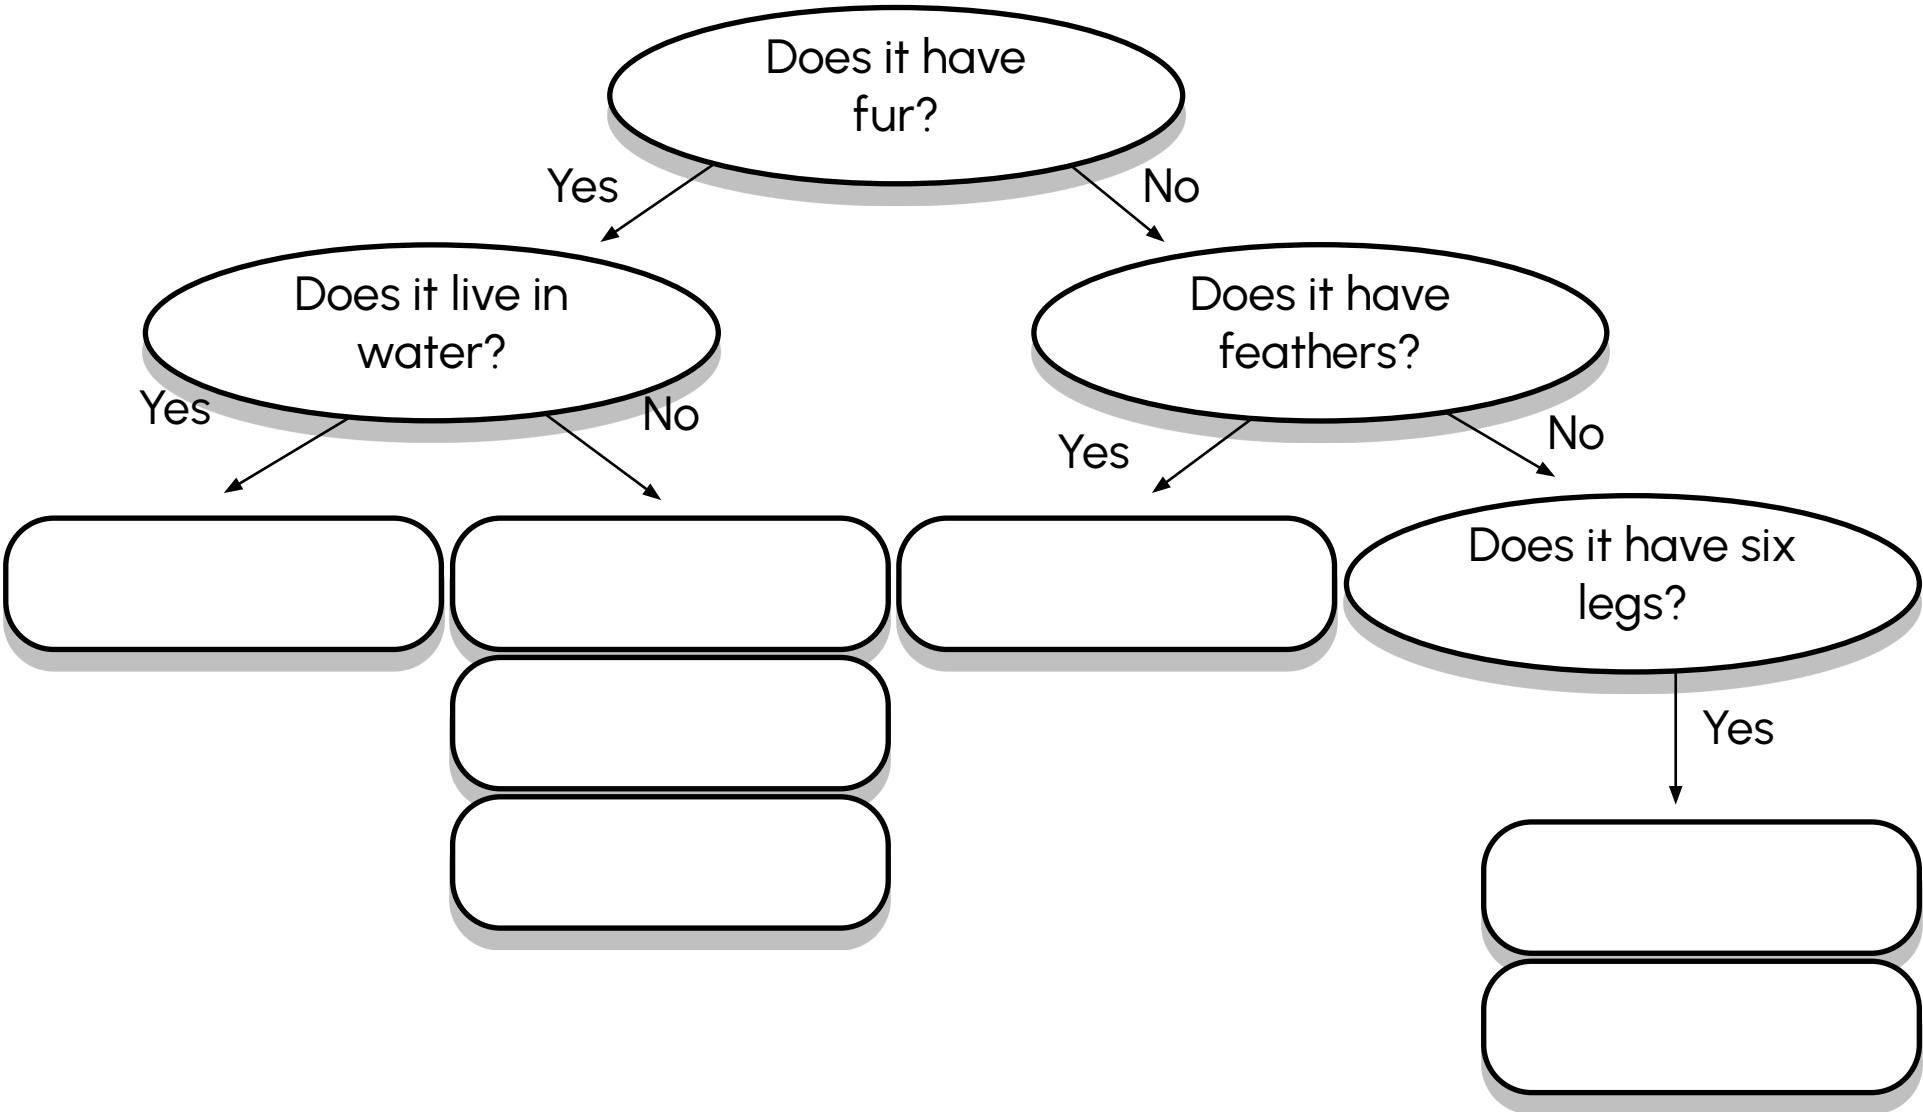 Does it have
fur?
Yes
No
Does it live in
water?
Does it have
feathers?
Yes
No
Yes
No
Does it have six
legs?
Yes